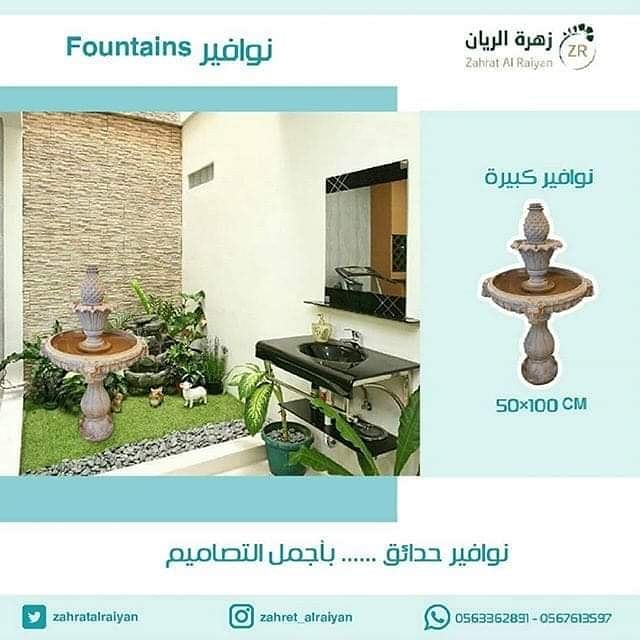 نوافير Fountains
زهرة الريان
Zahrat Al Raiyan
ZR
نوافير كبيرة
50×100 CM
نوافير حدائق ...... بأجمل التصاميم
zahratalraiyan
zahret_alraiyan
0563362891 - 0567613597